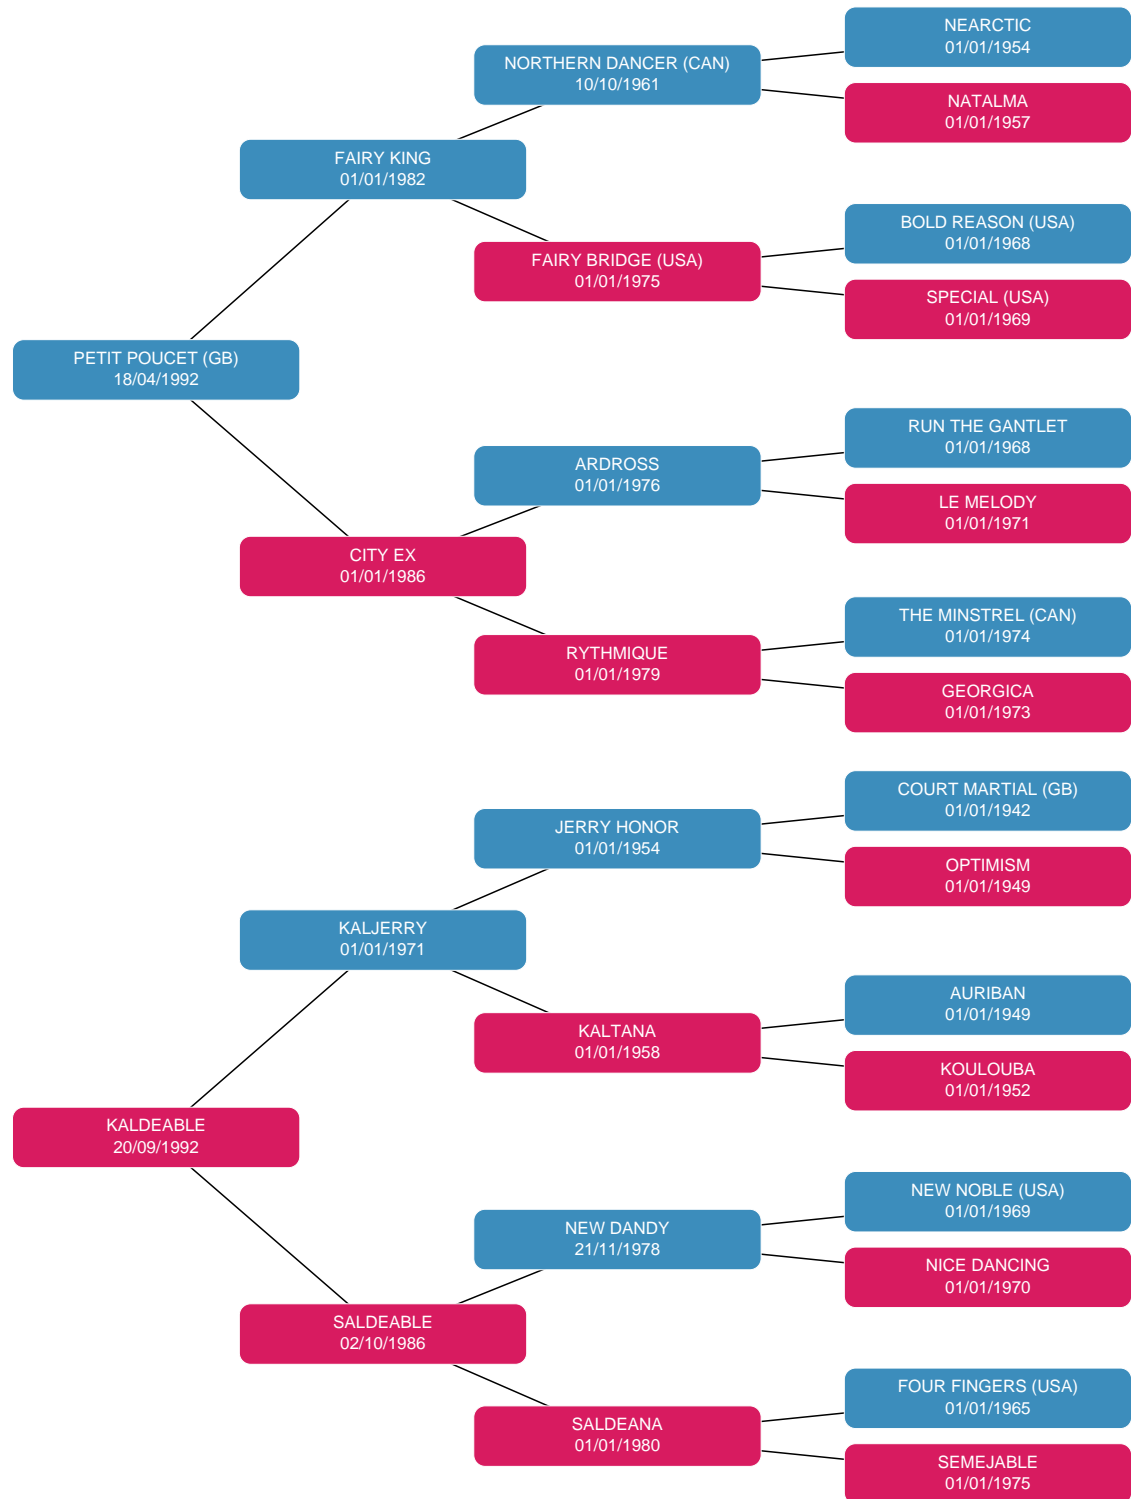 NEARCTIC
01/01/1954
NORTHERN DANCER (CAN)
10/10/1961
NATALMA
01/01/1957
FAIRY KING
01/01/1982
BOLD REASON (USA)
01/01/1968
FAIRY BRIDGE (USA)
01/01/1975
SPECIAL (USA)
01/01/1969
PETIT POUCET (GB)
18/04/1992
RUN THE GANTLET
01/01/1968
ARDROSS
01/01/1976
LE MELODY
01/01/1971
CITY EX
01/01/1986
THE MINSTREL (CAN)
01/01/1974
RYTHMIQUE
01/01/1979
GEORGICA
01/01/1973
COURT MARTIAL (GB)
01/01/1942
JERRY HONOR
01/01/1954
OPTIMISM
01/01/1949
KALJERRY
01/01/1971
AURIBAN
01/01/1949
KALTANA
01/01/1958
KOULOUBA
01/01/1952
KALDEABLE
20/09/1992
NEW NOBLE (USA)
01/01/1969
NEW DANDY
21/11/1978
NICE DANCING
01/01/1970
SALDEABLE
02/10/1986
FOUR FINGERS (USA)
01/01/1965
SALDEANA
01/01/1980
SEMEJABLE
01/01/1975